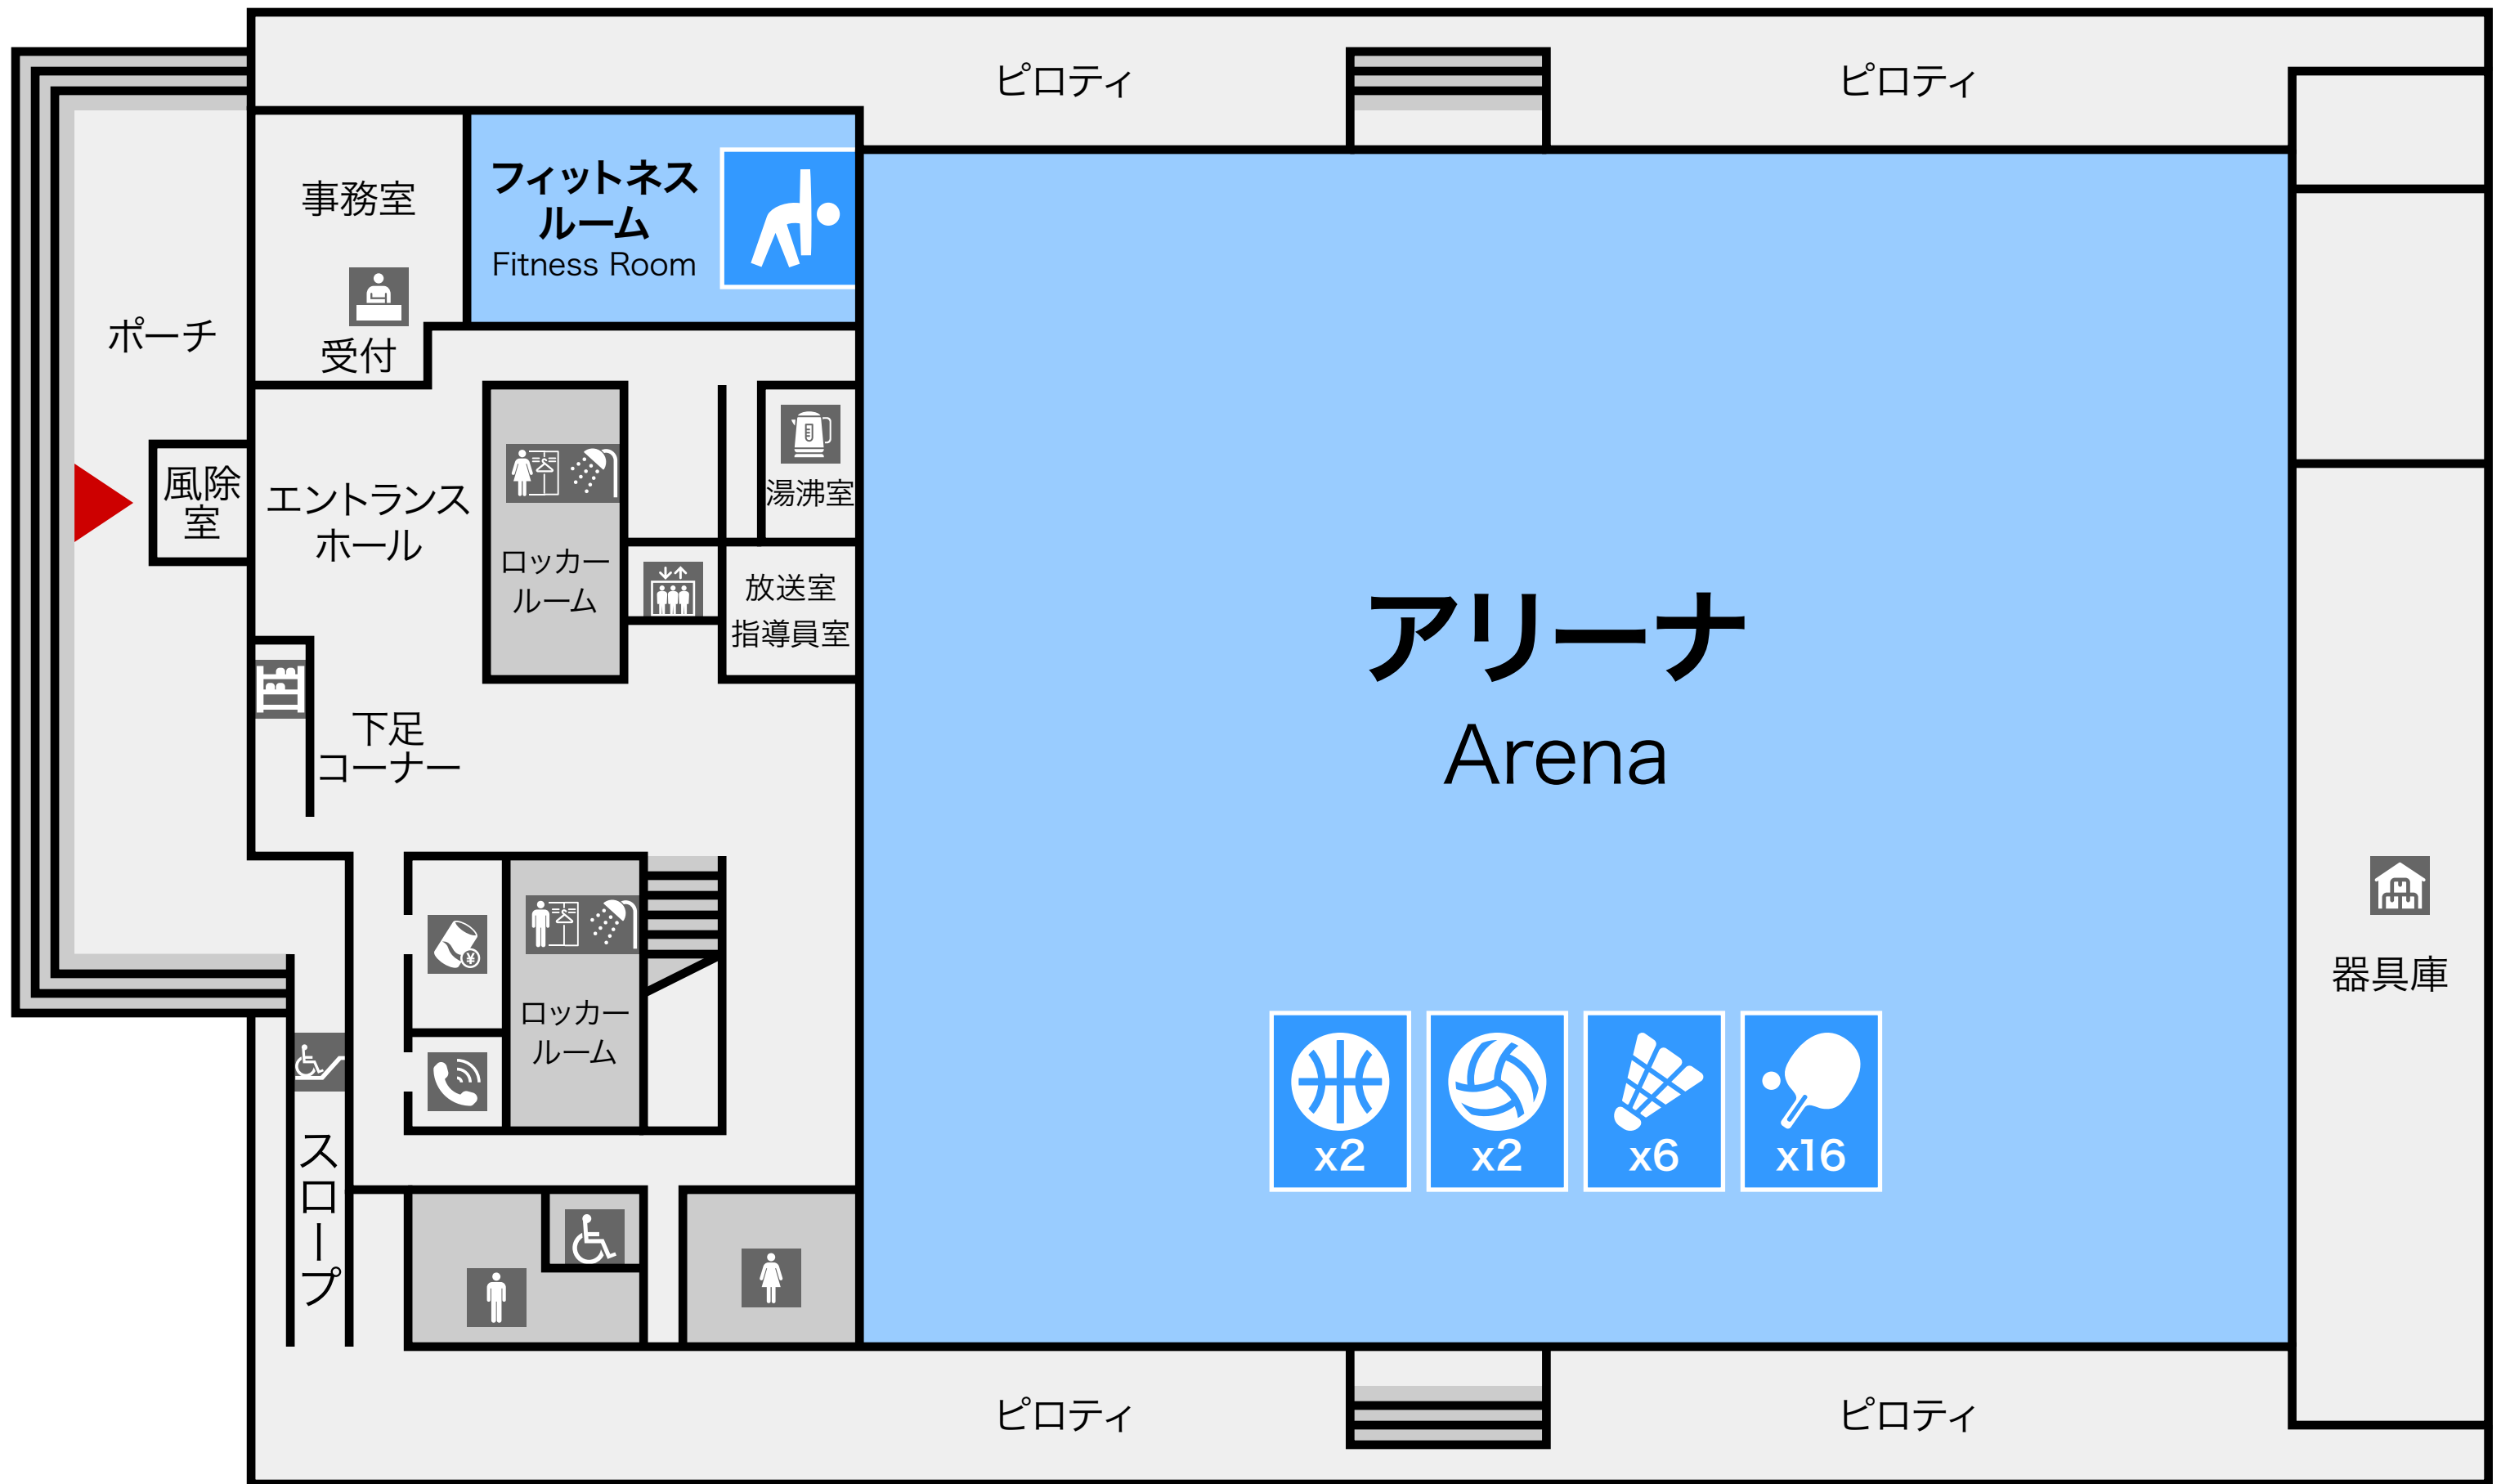 ピロティ
ピロティ
事務室
フィットネス
ルーム
Fitness Room
受付
ポーチ
風除
室
エントランス
ホール
ロッカー
ルーム
湯沸室
放送室
指導員室
アリーナ
Arena
下足
コーナー
ロッカー
ルーム
¥
スロープ
器具庫
x2
x2
x6
x16
ピロティ
ピロティ